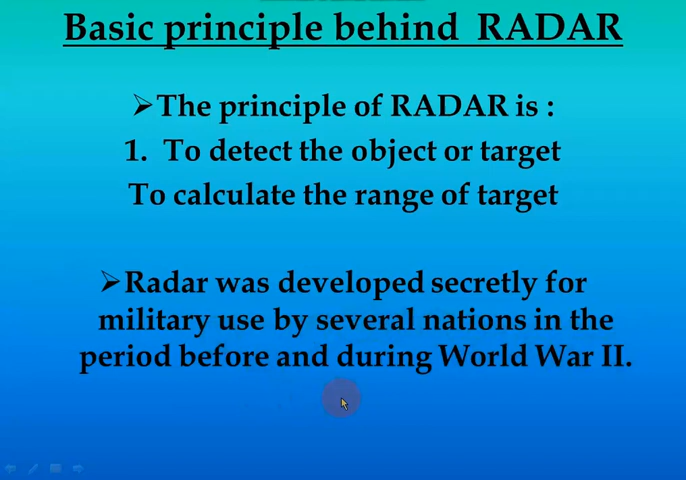 Basic principle behind RADAR
➢The principle of RADAR is :
1. To detect the object or target
To calculate the range of target
➢Radar was developed secretly for
military use by several nations in the
period before and during World War II.